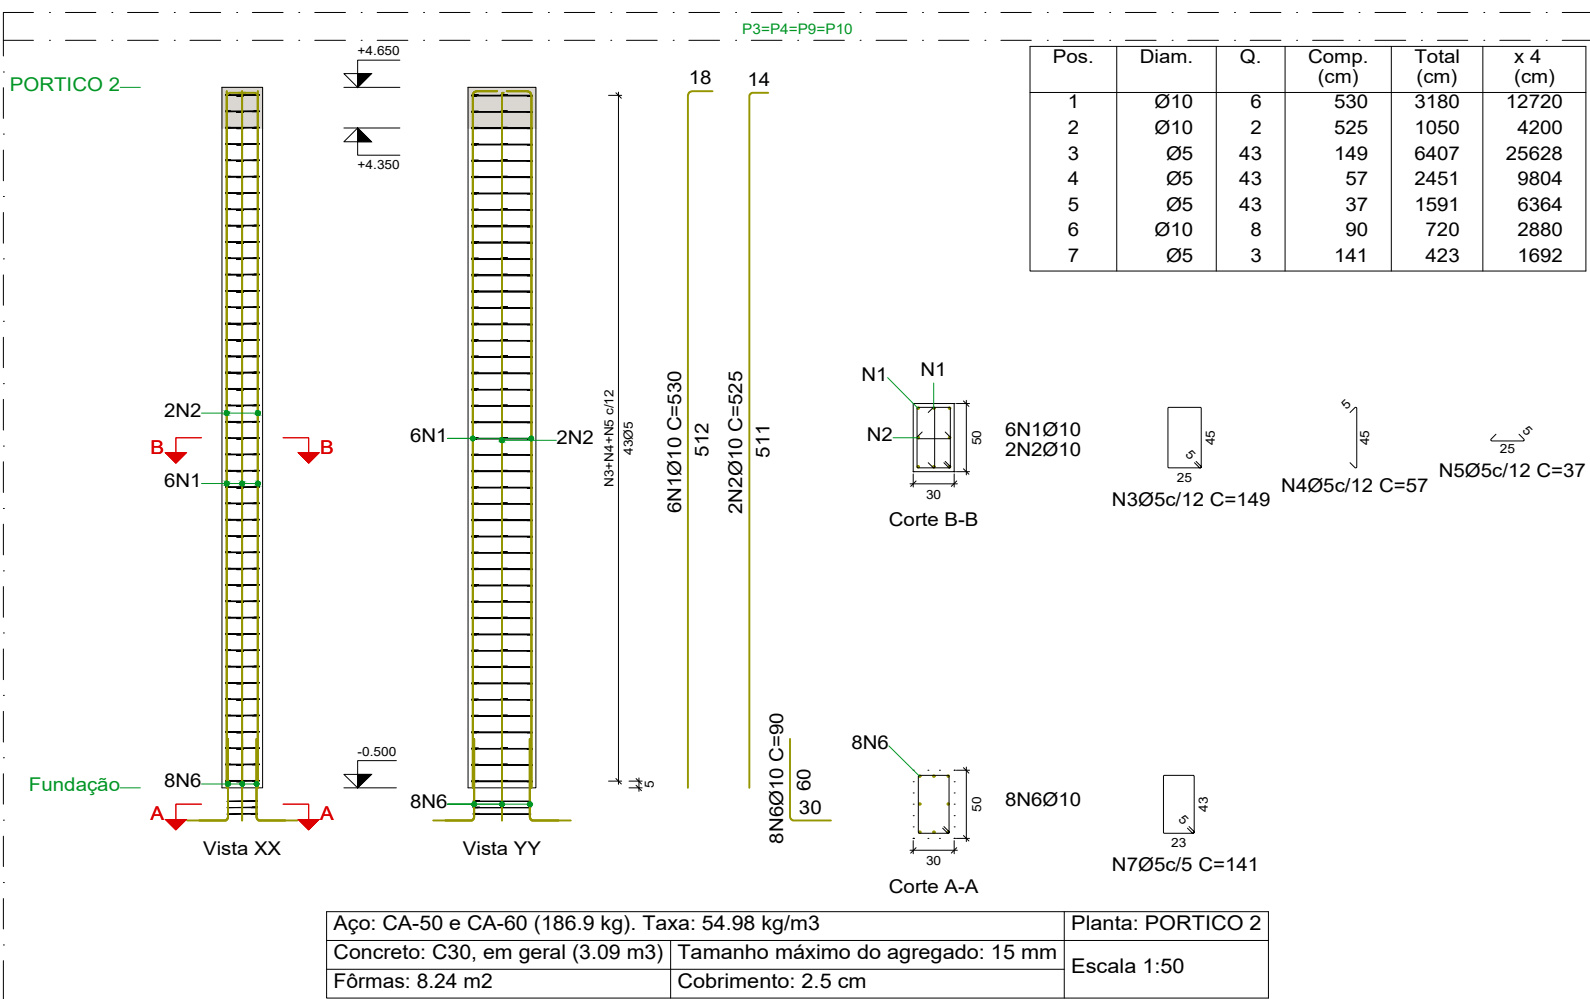 P3=P4=P9=P10
PORTICO 2
+4.650
+4.350
18
14
Pos. Diam. Q. Comp. (cm) Total (cm) x 4 (cm)
1 Ø10 6 530 3180 12720
2 Ø10 2 525 1050 4200
3 Ø5 43 149 6407 25628
4 Ø5 43 57 2451 9804
5 Ø5 43 37 1591 6364
6 Ø10 8 90 720 2880
7 Ø5 3 141 423 1692
2N2
B B
6N1
6N1
2N2
N3+N4+N5 c/12
43Ø5
6N1Ø10 C=530
512
2N2Ø10 C=525
511
N1 N1
N2
50
30
6N1Ø10
2N2Ø10
Corte B-B
45
5
25
N3Ø5c/12 C=149
5
45
N4Ø5c/12 C=57
5
25
N5Ø5c/12 C=37
-0.500
Fundação
8N6
A A
Vista XX
8N6
Vista YY
5
8N6Ø10 C=90
60
30
8N6
50
30
8N6Ø10
Corte A-A
43
5
23
N7Ø5c/5 C=141
Aço: CA-50 e CA-60 (186.9 kg). Taxa: 54.98 kg/m3
Planta: PORTICO 2
Concreto: C30, em geral (3.09 m3)
Tamanho máximo do agregado: 15 mm
Escala 1:50
Fôrmas: 8.24 m2
Cobrimento: 2.5 cm